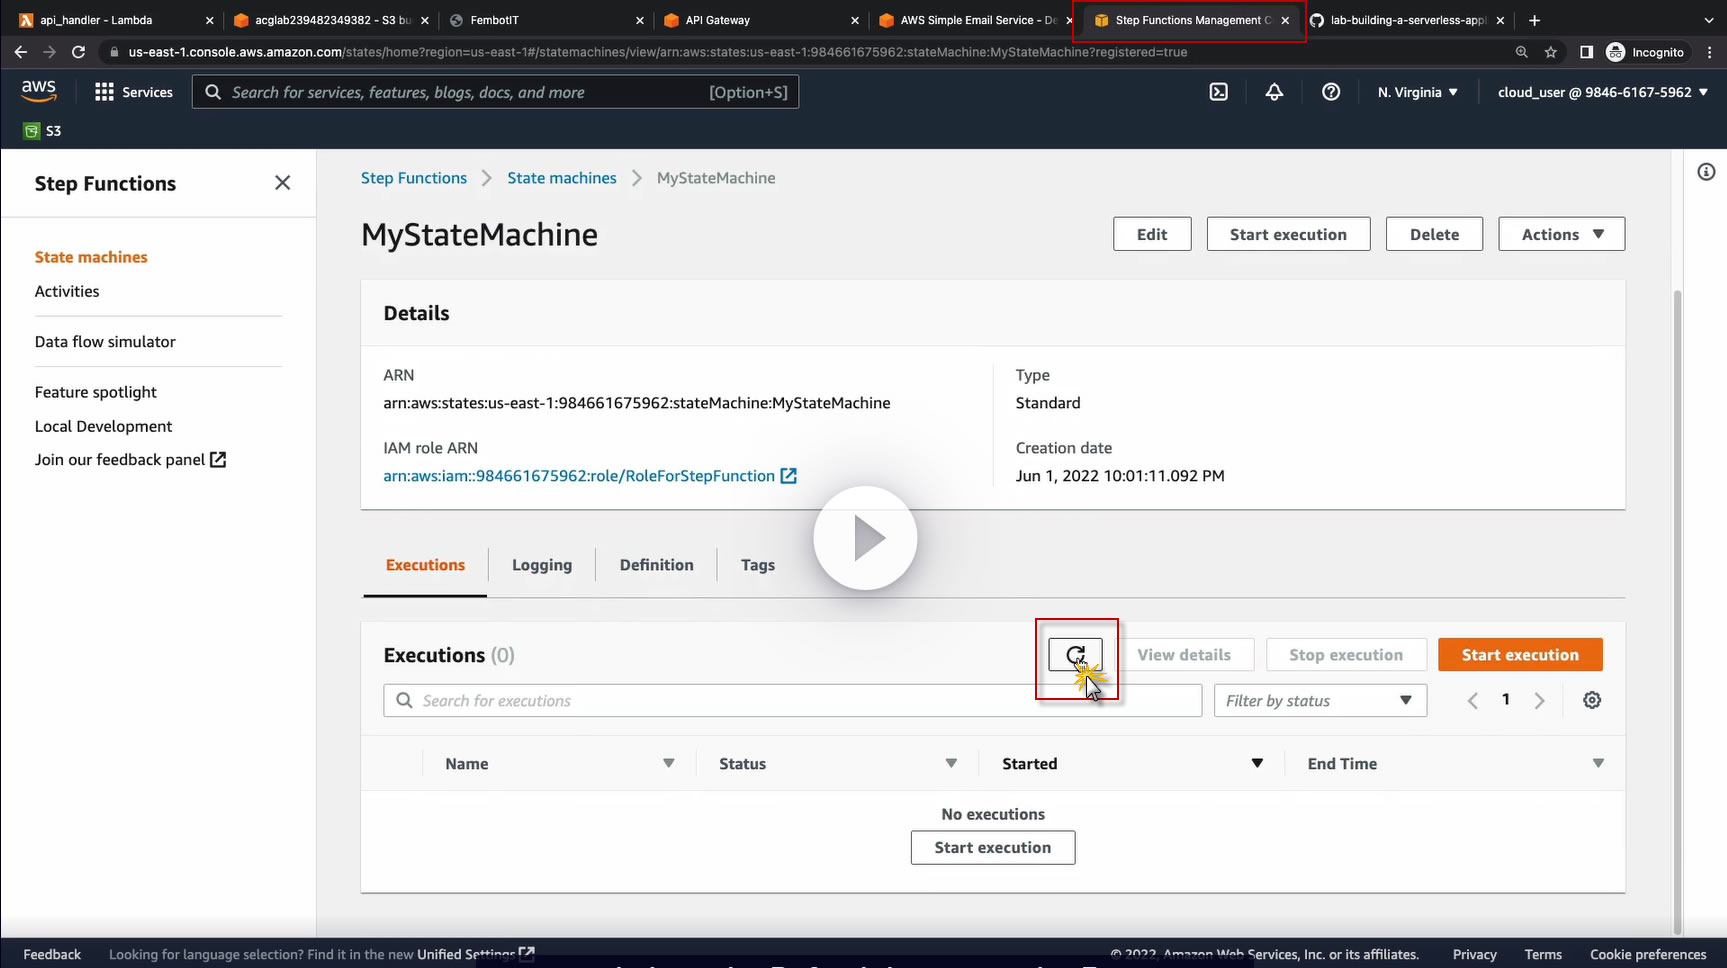 api_handler - Lambda
acglab239482349382 - S3 bu
FembotIT
API Gateway
AWS Simple Email Service - De
Step Functions Management C
lab-building-a-serverless-appl
us-east-1.console.aws.amazon.com/states/home?region=us-east-1#/statemachines/view/arn:aws:states:us-east-1:984661675962:stateMachine:MyStateMachine?registered=true
Incognito
aws
Services
Search for services, features, blogs, docs, and more
[Option+S]
N. Virginia
cloud_user @ 9846-6167-5962
S3
Step Functions
State machines
Activities
Data flow simulator
Feature spotlight
Local Development
Join our feedback panel
Step Functions
State machines
MyStateMachine
MyStateMachine
Edit
Start execution
Delete
Actions
Details
ARN
arn:aws:states:us-east-1:984661675962:stateMachine:MyStateMachine
IAM role ARN
arn:aws:iam::984661675962:role/RoleForStepFunction
Type
Standard
Creation date
Jun 1, 2022 10:01:11.092 PM
Executions
Logging
Definition
Tags
Executions (0)
View details
Stop execution
Start execution
Search for executions
Filter by status
1
Name
Status
Started
End Time
No executions
Start execution
Feedback
Looking for language selection? Find it in the new Unified Settings
© 2022, Amazon Web Services, Inc. or its affiliates.
Privacy
Terms
Cookie preferences